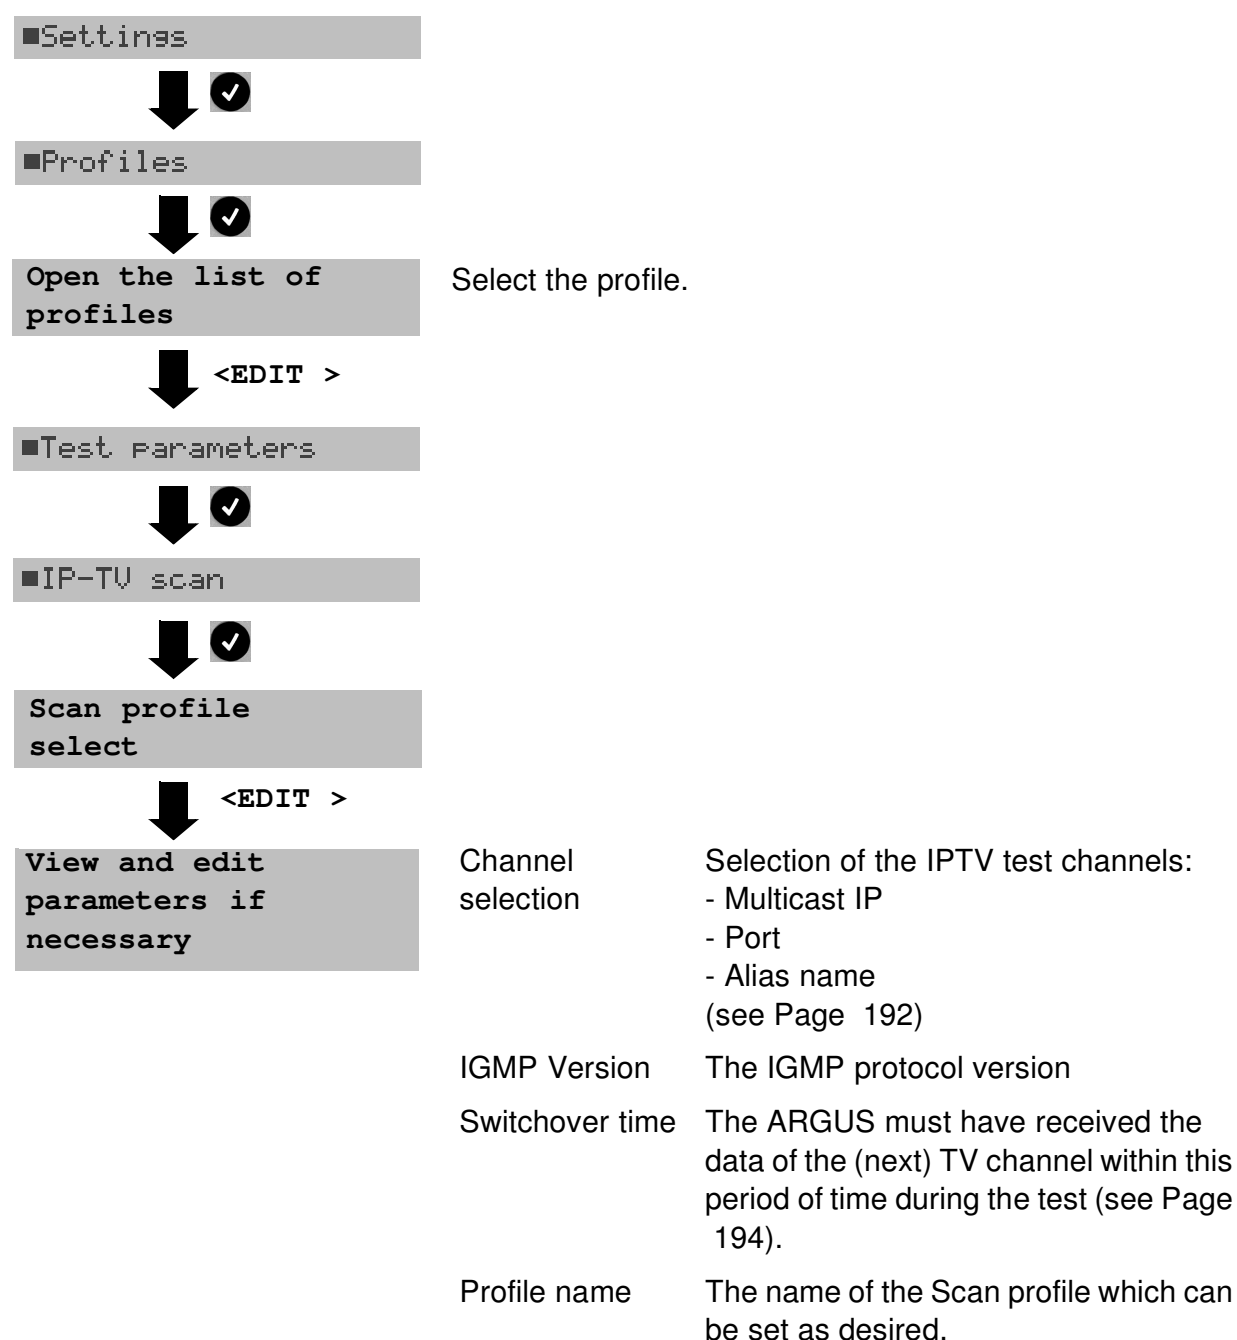 ■Settings
■Profiles
Open the list of
profiles
Select the profile.
<EDIT >
■Test parameters
■IP-TV scan
Scan profile
select
<EDIT >
View and edit
parameters if
necessary
Channel
selection
Selection of the IPTV test channels:
- Multicast IP
- Port
- Alias name
(see Page  192)
IGMP Version
The IGMP protocol version
Switchover time
The ARGUS must have received the
data of the (next) TV channel within this
period of time during the test (see Page
194).
Profile name
The name of the Scan profile which can
be set as desired.